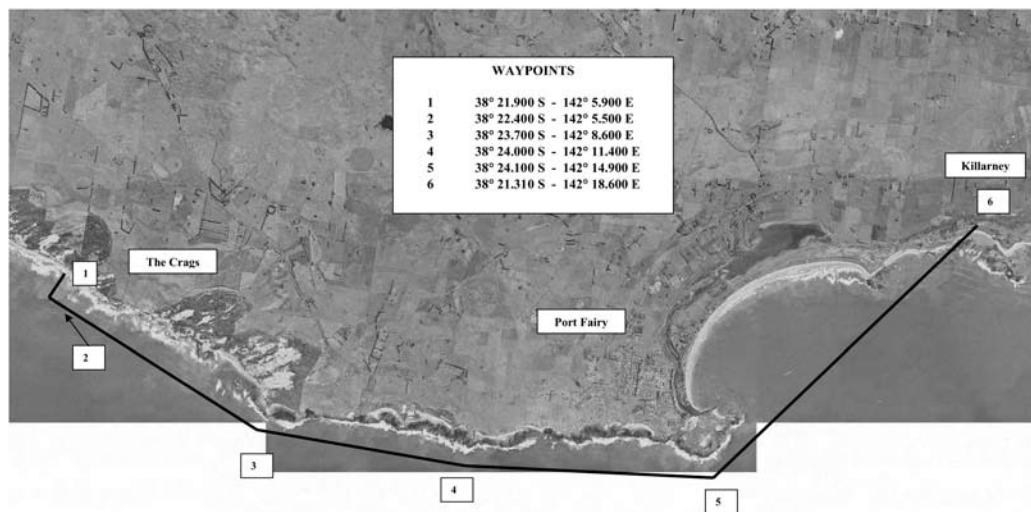 WAYPOINTS
1 38° 21.900 S - 142° 5.900 E
2 38° 22.400 S - 142° 5.500 E
3 38° 23.700 S - 142° 8.600 E
4 38° 24.000 S - 142° 11.400 E
5 38° 24.100 S - 142° 14.900 E
6 38° 21.310 S - 142° 18.600 E
Killarney
6
1
The Crags
Port Fairy
2
3
4
5